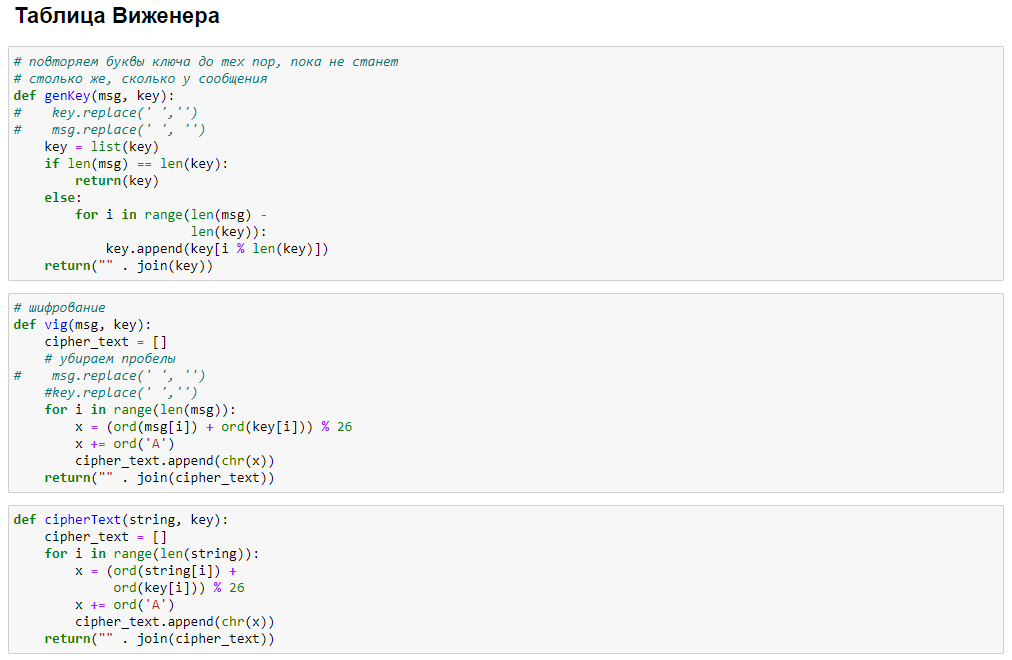 Таблица Виженера
# повторяем буквы ключа до тех пор, пока не станет
# столько же, сколько у сообщения
def genKey(msg, key):
#    key.replace(' ','')
#    msg.replace(' ', '')
    key = list(key)
    if len(msg) == len(key):
        return(key)
    else:
        for i in range(len(msg) -
                       len(key)):
            key.append(key[i % len(key)])
    return("" . join(key))
# шифрование
def vig(msg, key):
    cipher_text = []
    # убираем пробелы
#    msg.replace(' ', '')
    #key.replace(' ','')
    for i in range(len(msg)):
        x = (ord(msg[i]) + ord(key[i])) % 26
        x += ord('A')
        cipher_text.append(chr(x))
    return("" . join(cipher_text))
def cipherText(string, key):
    cipher_text = []
    for i in range(len(string)):
        x = (ord(string[i]) +
             ord(key[i])) % 26
        x += ord('A')
        cipher_text.append(chr(x))
    return("" . join(cipher_text))